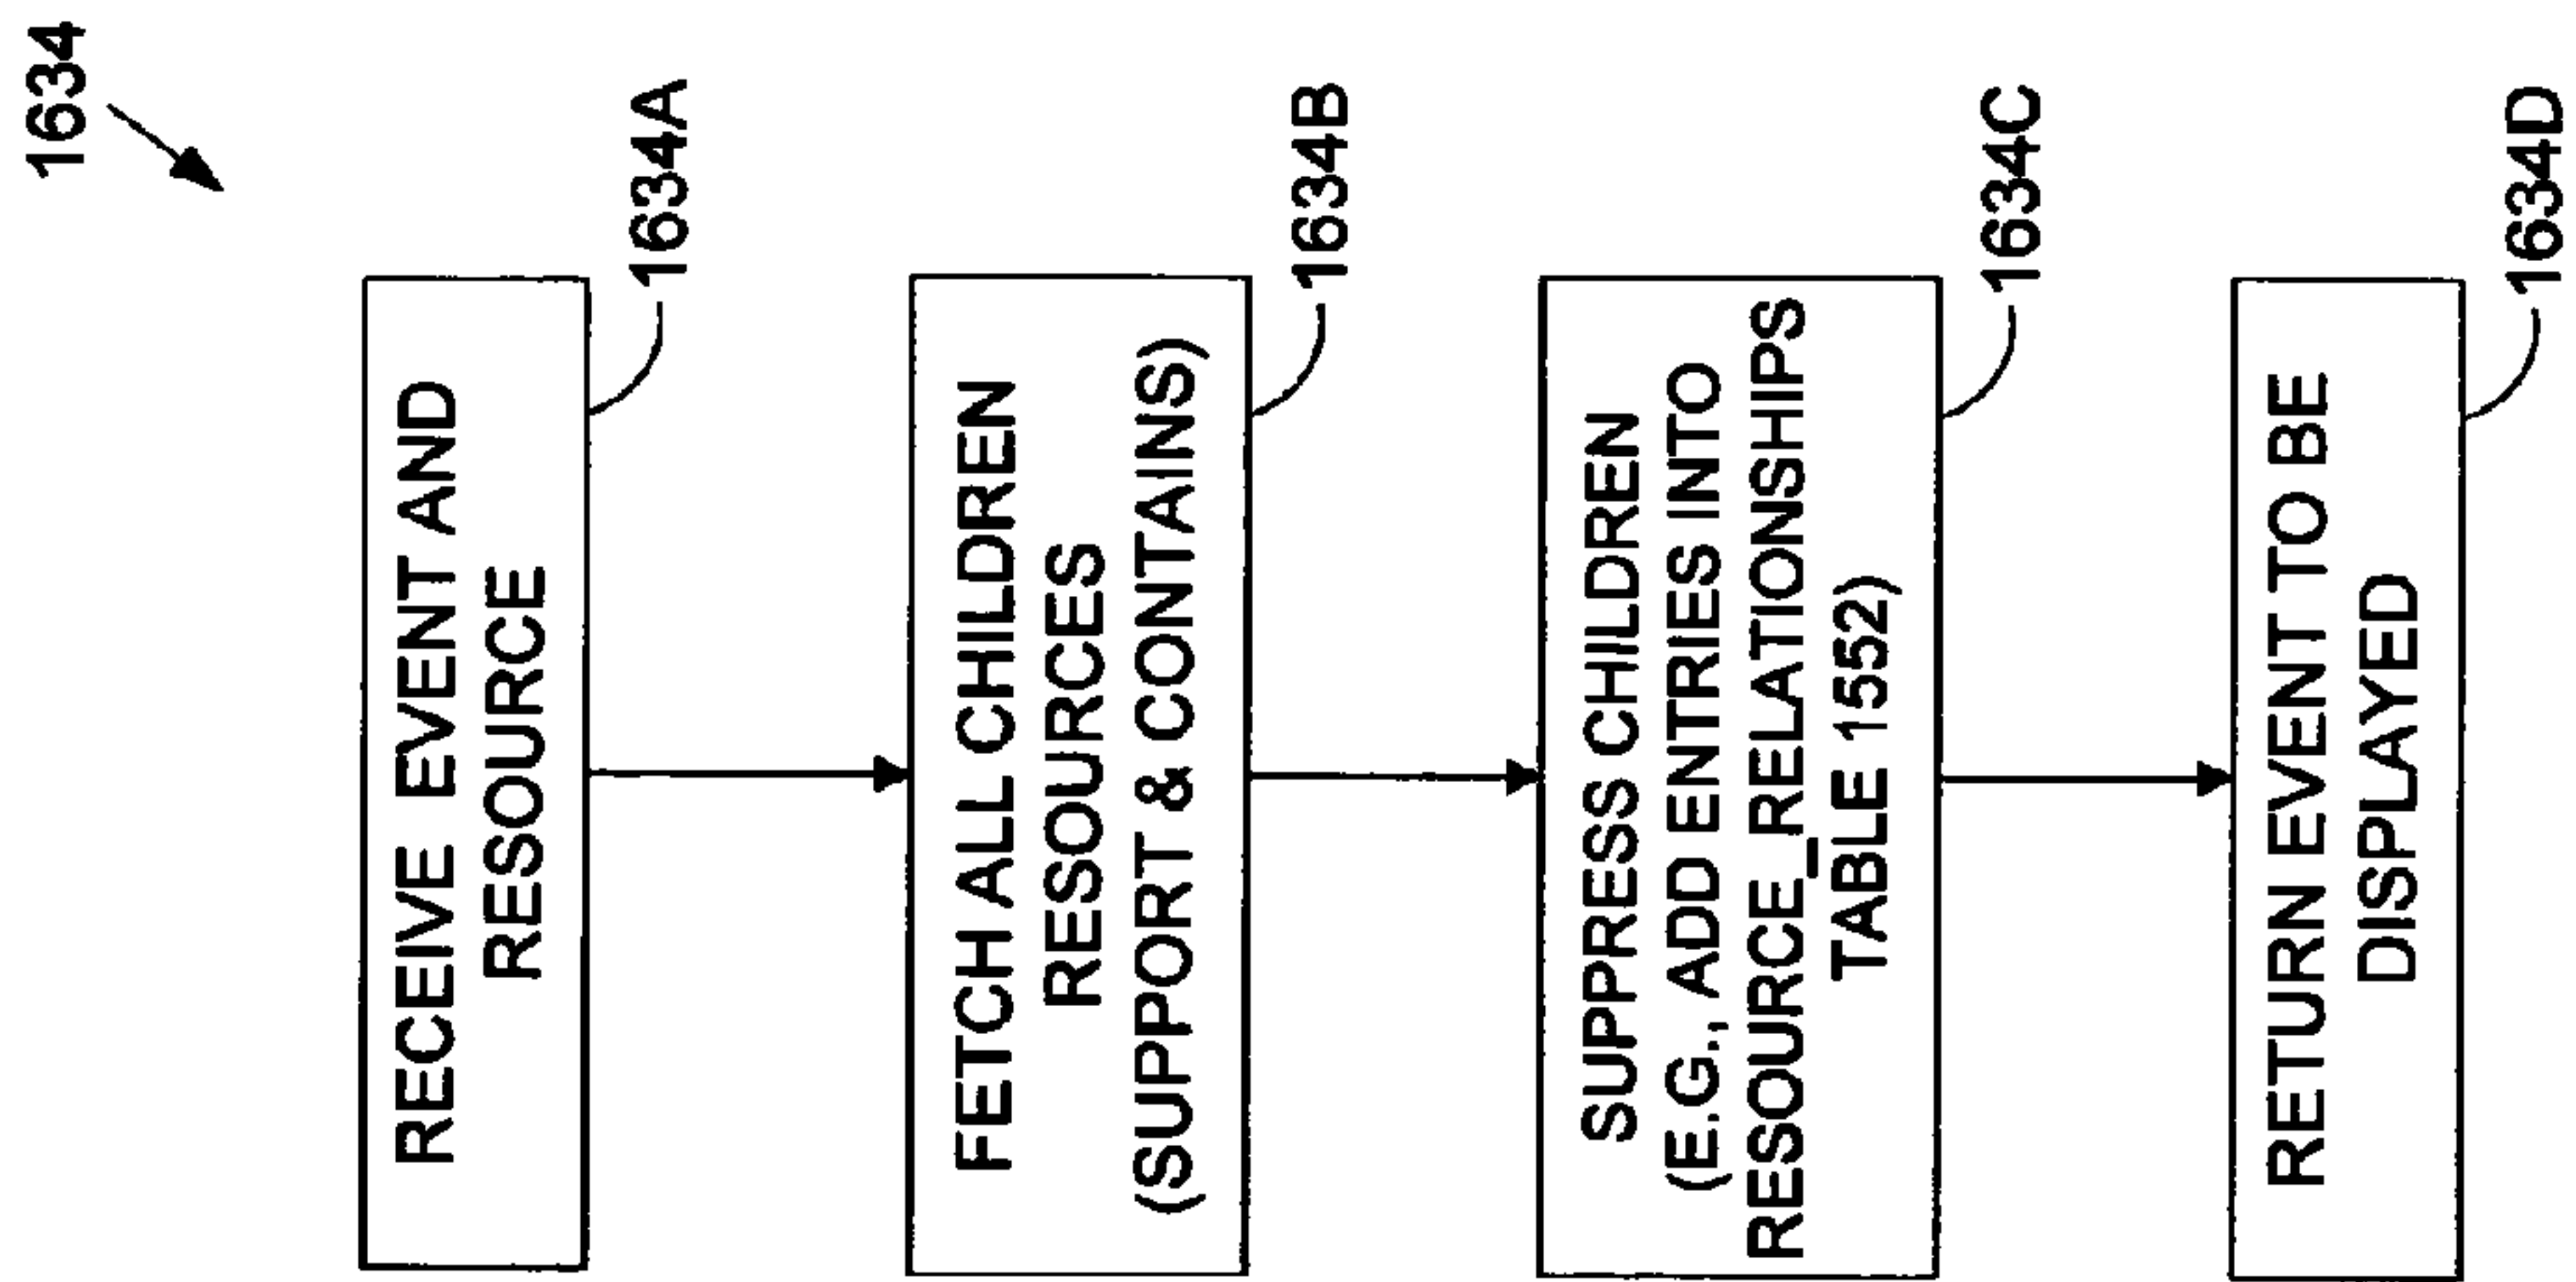 1634
RECEIVE EVENT AND
RESOURCE
1634A
FETCH ALL CHILDREN
RESOURCES
(SUPPORT & CONTAINS)
1634B
SUPPRESS CHILDREN
(E.G., ADD ENTRIES INTO
RESOURCE_RELATIONSHIPS
TABLE 1552)
1634C
RETURN EVENT TO BE
DISPLAYED
1634D